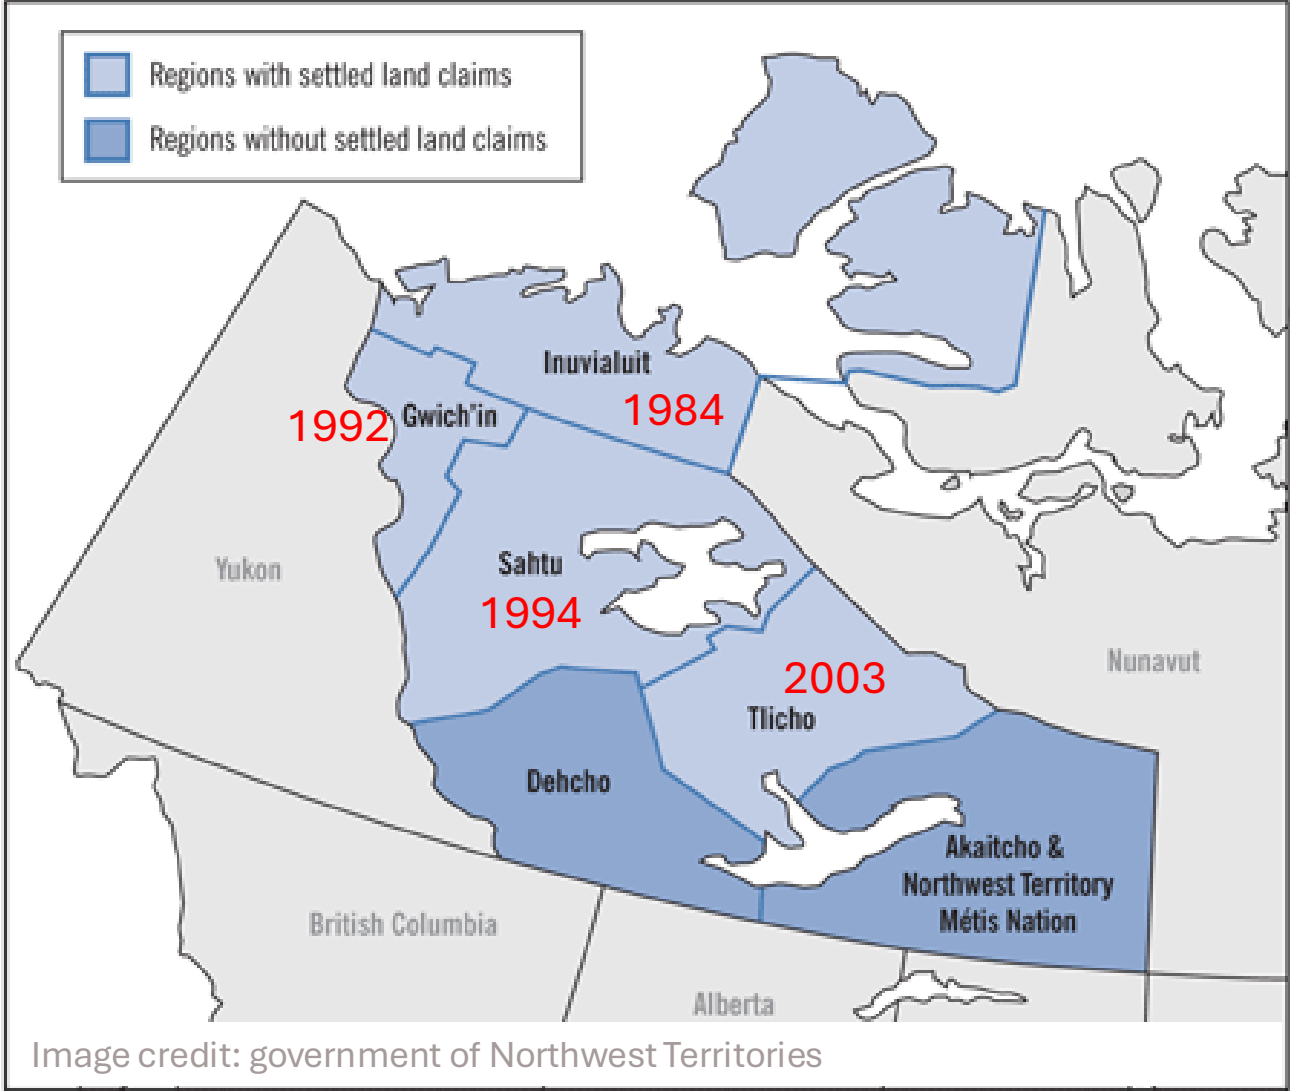 Regions with settled land claims
Regions without settled land claims
Inuvialuit
1984
1992
Gwich'in
Sahtu
1994
Yukon
2003
Tlicho
Nunavut
Dehcho
Akaitcho &
Northwest Territory
Métis Nation
British Columbia
Alberta
Image credit: government of Northwest Territories